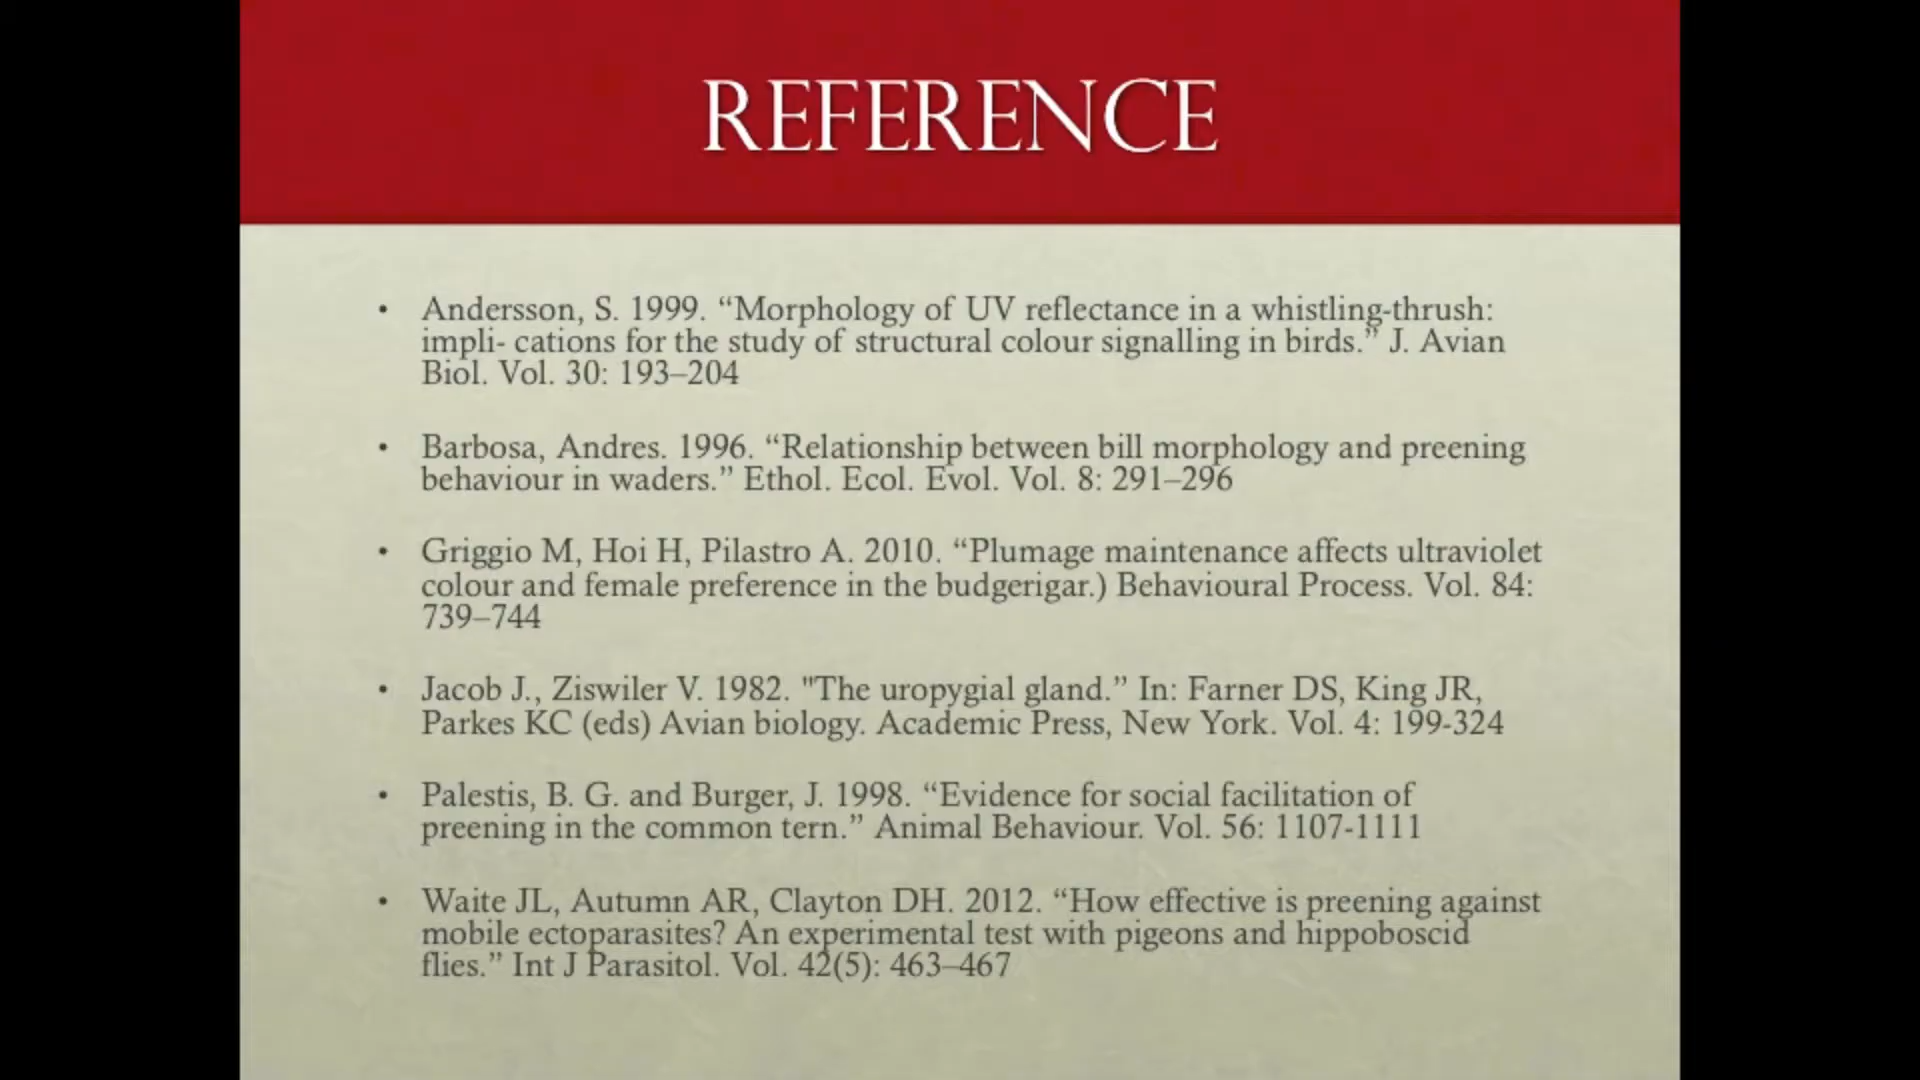 REFERENCE
• Andersson, S. 1999. “Morphology of UV reflectance in a whistling-thrush:
impli- cations for the study of structural colour signalling in birds.” J. Avian
Biol. Vol. 30: 193–204
• Barbosa, Andres. 1996. “Relationship between bill morphology and preening
behaviour in waders.” Ethol. Ecol. Evol. Vol. 8: 291–296
• Griggio M, Hoi H, Pilastro A. 2010. “Plumage maintenance affects ultraviolet
colour and female preference in the budgerigar.) Behavioural Process. Vol. 84:
739–744
• Jacob J., Ziswiler V. 1982. "The uropygial gland.” In: Farner DS, King JR,
Parkes KC (eds) Avian biology. Academic Press, New York. Vol. 4: 199-324
• Palestis, B. G. and Burger, J. 1998. “Evidence for social facilitation of
preening in the common tern.” Animal Behaviour. Vol. 56: 1107-1111
• Waite JL, Autumn AR, Clayton DH. 2012. “How effective is preening against
mobile ectoparasites? An experimental test with pigeons and hippoboscid
flies.” Int J Parasitol. Vol. 42(5): 463–467